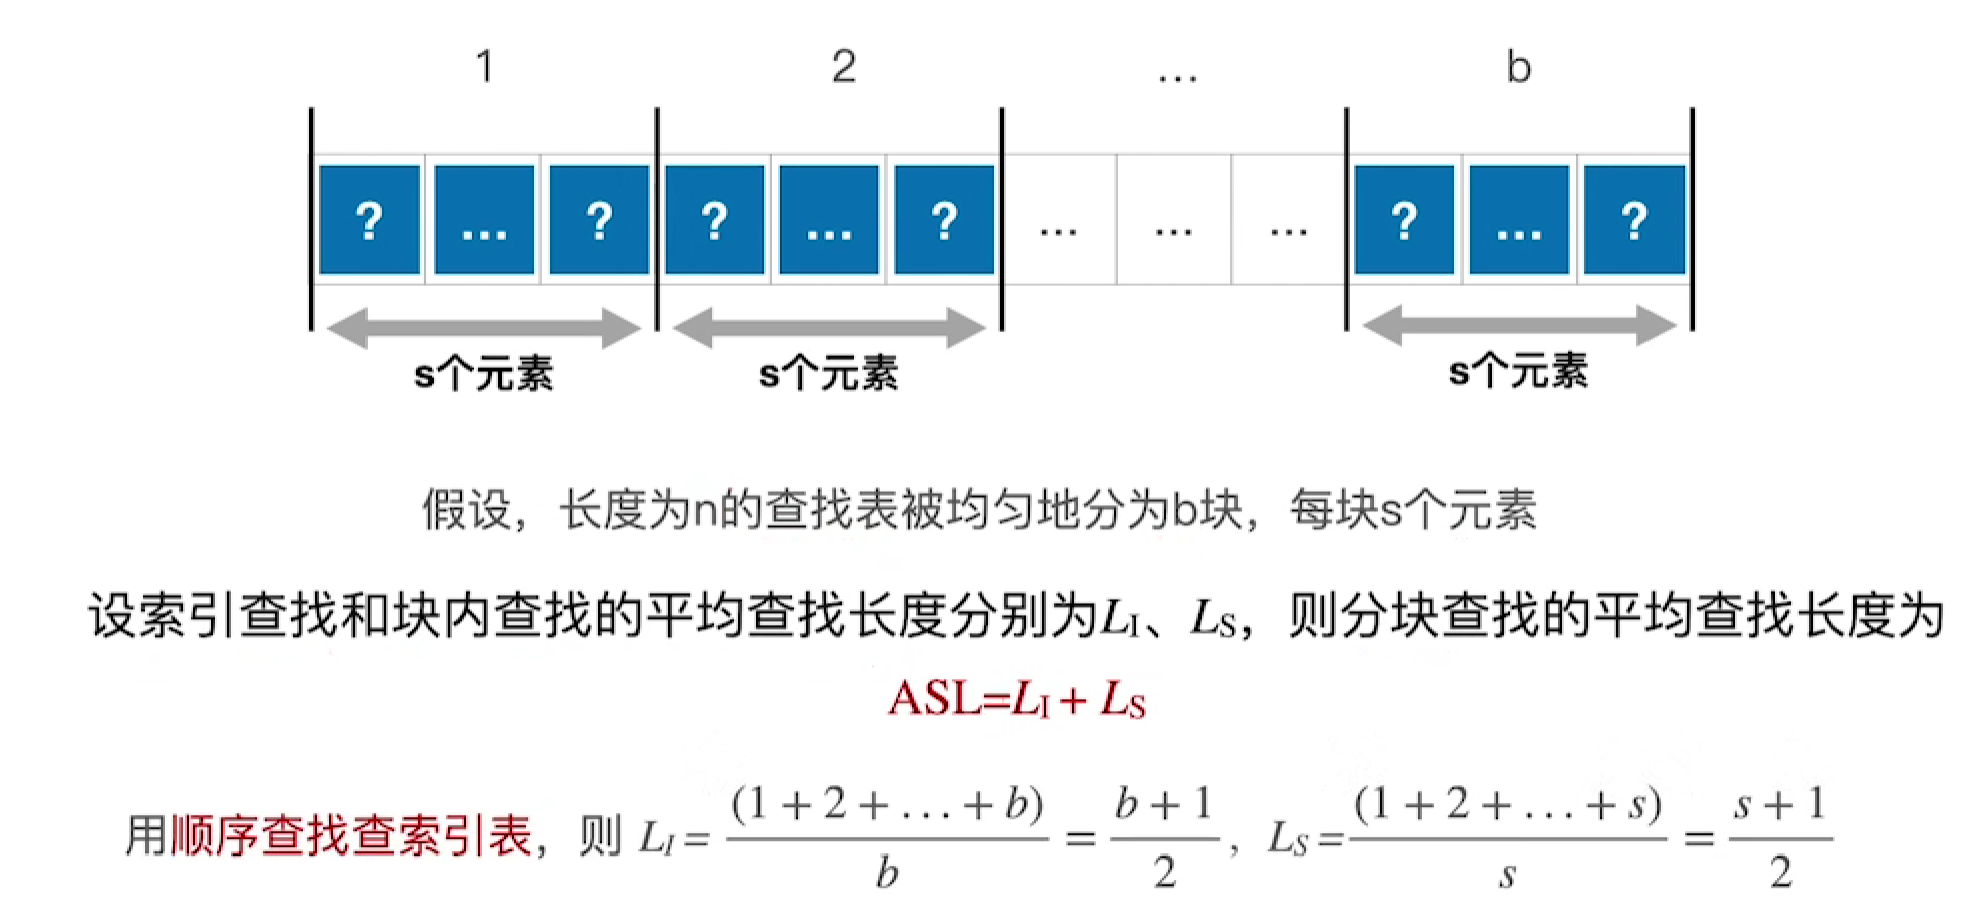 1 2 ... b
? ... ? ? ... ? ... ... ... ? ... ?
s个元素 s个元素 s个元素
假设，长度为n的查找表被均匀地分为b块，每块s个元素
设索引查找和块内查找的平均查找长度分别为L_I、L_S，则分块查找的平均查找长度为
ASL=L_I + L_S
用顺序查找查索引表，则 L_I = (1 + 2 + … + b)/b = (b + 1)/2 , L_S = (1 + 2 + … + s)/s = (s + 1)/2